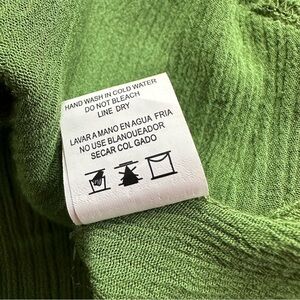 HAND WASH IN COLD WATER
DO NOT BLEACH
LINE DRY
LAVAR A MANO EN AGUA FRIA
NO USE BLANQUEADOR
SECAR COL GADO